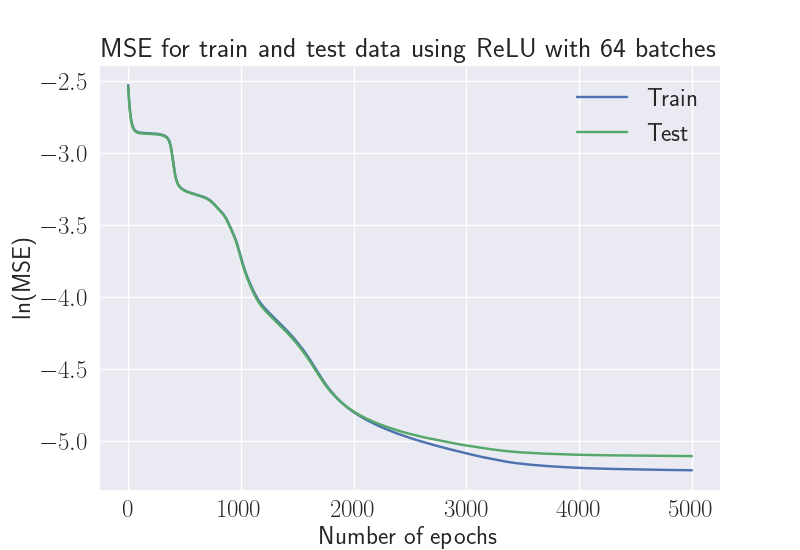 MSE for train and test data using ReLU with 64 batches
Train
Test
ln(MSE)
−2.5
−3.0
−3.5
−4.0
−4.5
−5.0
0 1000 2000 3000 4000 5000
Number of epochs